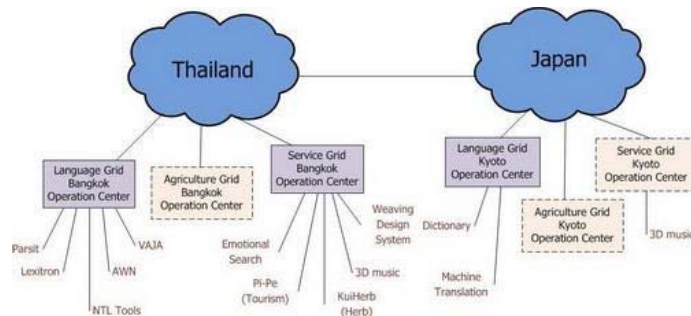 Thailand
Japan
Language Grid
Bangkok
Operation Center
Agriculture Grid
Bangkok
Operation Center
Service Grid
Bangkok
Operation Center
Language Grid
Kyoto
Operation Center
Agriculture Grid
Kyoto
Operation Center
Service Grid
Kyoto
Operation Center
Parsit
Lexitron
NTL Tools
AWN
VAJA
Emotional
Search
Pi-Pe
(Tourism)
KuiHerb
(Herb)
3D music
Weaving
Design
System
Dictionary
Machine
Translation
3D music